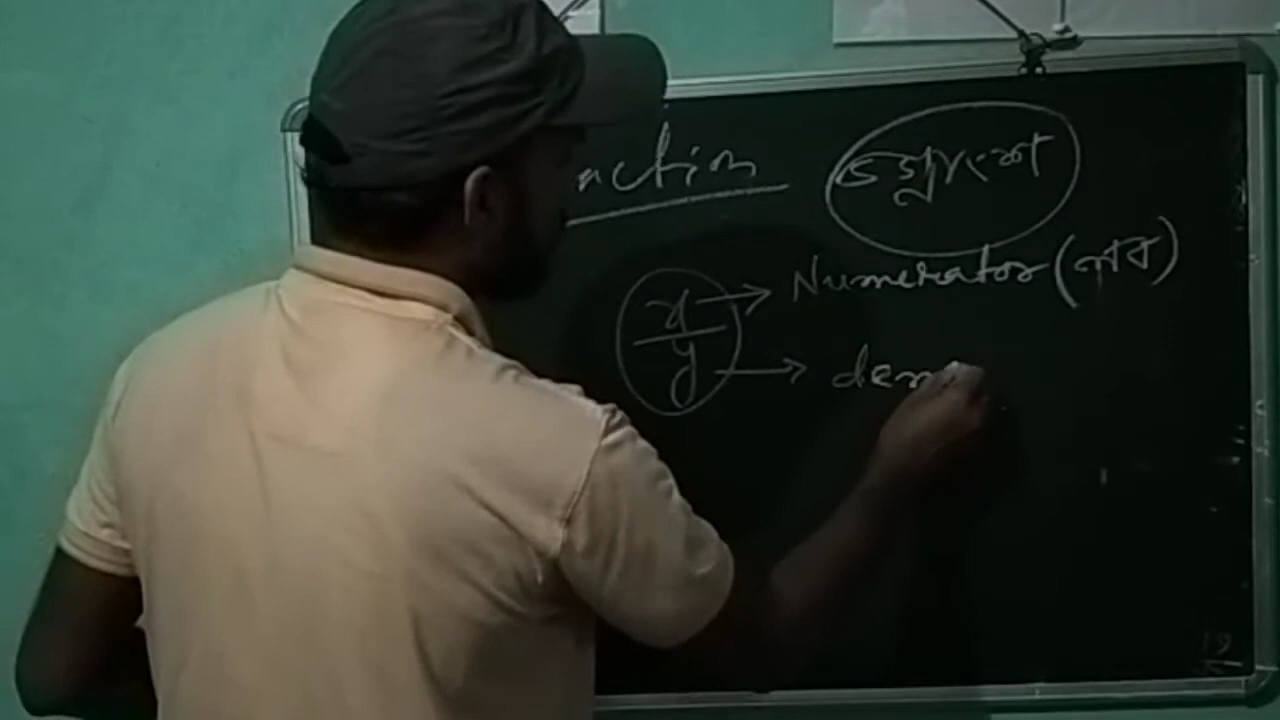 action ভগ্নাংশ
x → Numerator (লব)
y → den